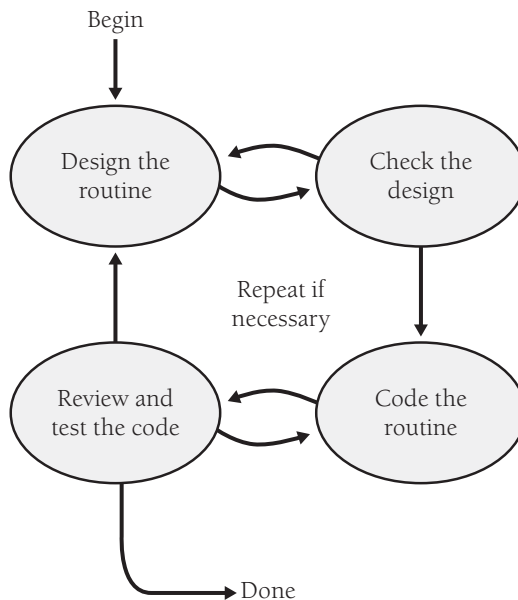 Begin
Design the
routine
Check the
design
Repeat if
necessary
Review and
test the code
Code the
routine
Done